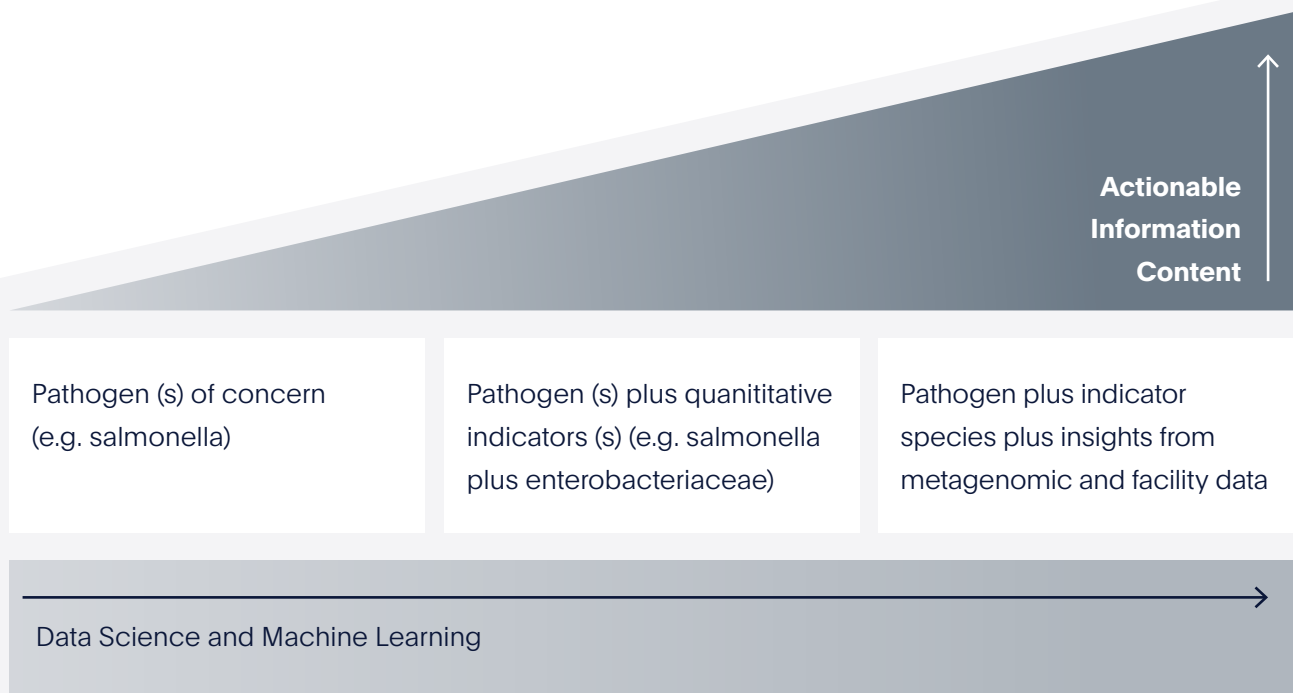 Actionable
Information
Content
Pathogen (s) of concern
(e.g. salmonella)
Pathogen (s) plus quanititative
indicators (s) (e.g. salmonella
plus enterobacteriaceae)
Pathogen plus indicator
species plus insights from
metagenomic and facility data
Data Science and Machine Learning